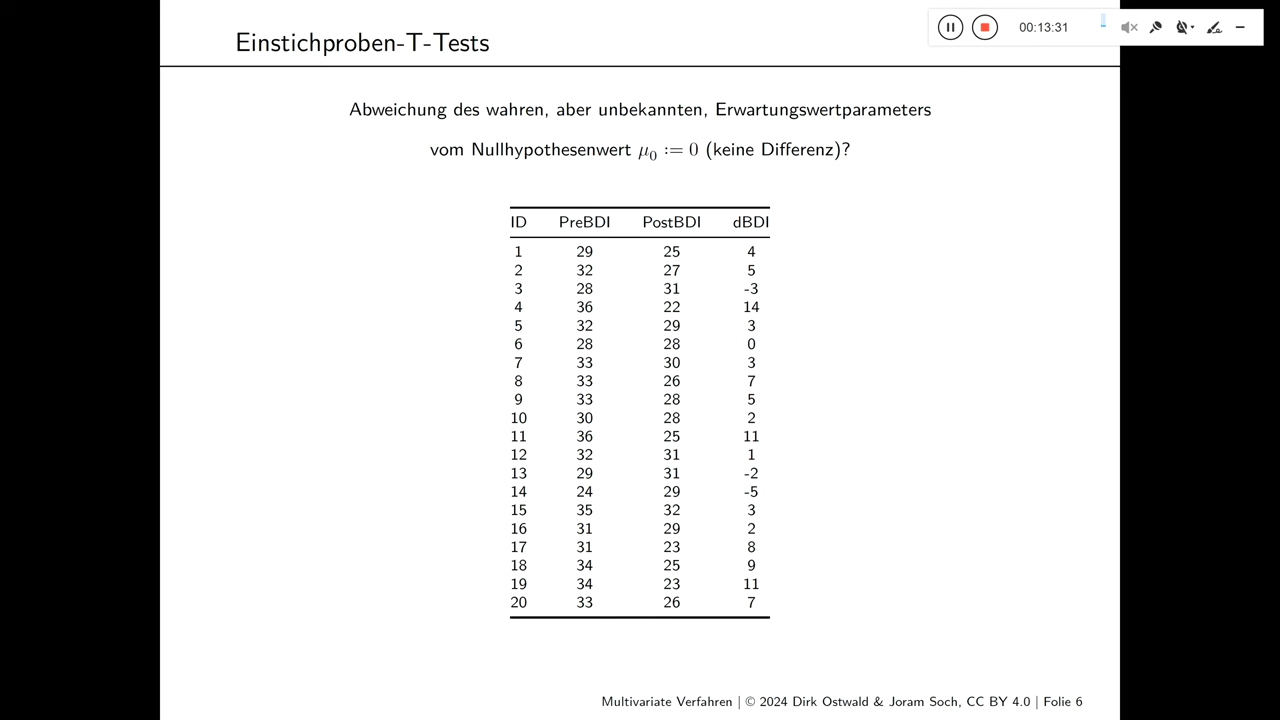 Einstichproben-T-Tests
00:13:31
Abweichung des wahren, aber unbekannten, Erwartungswertparameters
vom Nullhypothesenwert μ₀ := 0 (keine Differenz)?
ID PreBDI PostBDI dBDI
1 29 25 4
2 32 27 5
3 28 31 -3
4 36 22 14
5 32 29 3
6 28 28 0
7 33 30 3
8 33 26 7
9 33 28 5
10 30 28 2
11 36 25 11
12 32 31 1
13 29 31 -2
14 24 29 -5
15 35 32 3
16 31 29 2
17 31 23 8
18 34 25 9
19 34 23 11
20 33 26 7
Multivariate Verfahren | © 2024 Dirk Ostwald & Joram Soch, CC BY 4.0 | Folie 6